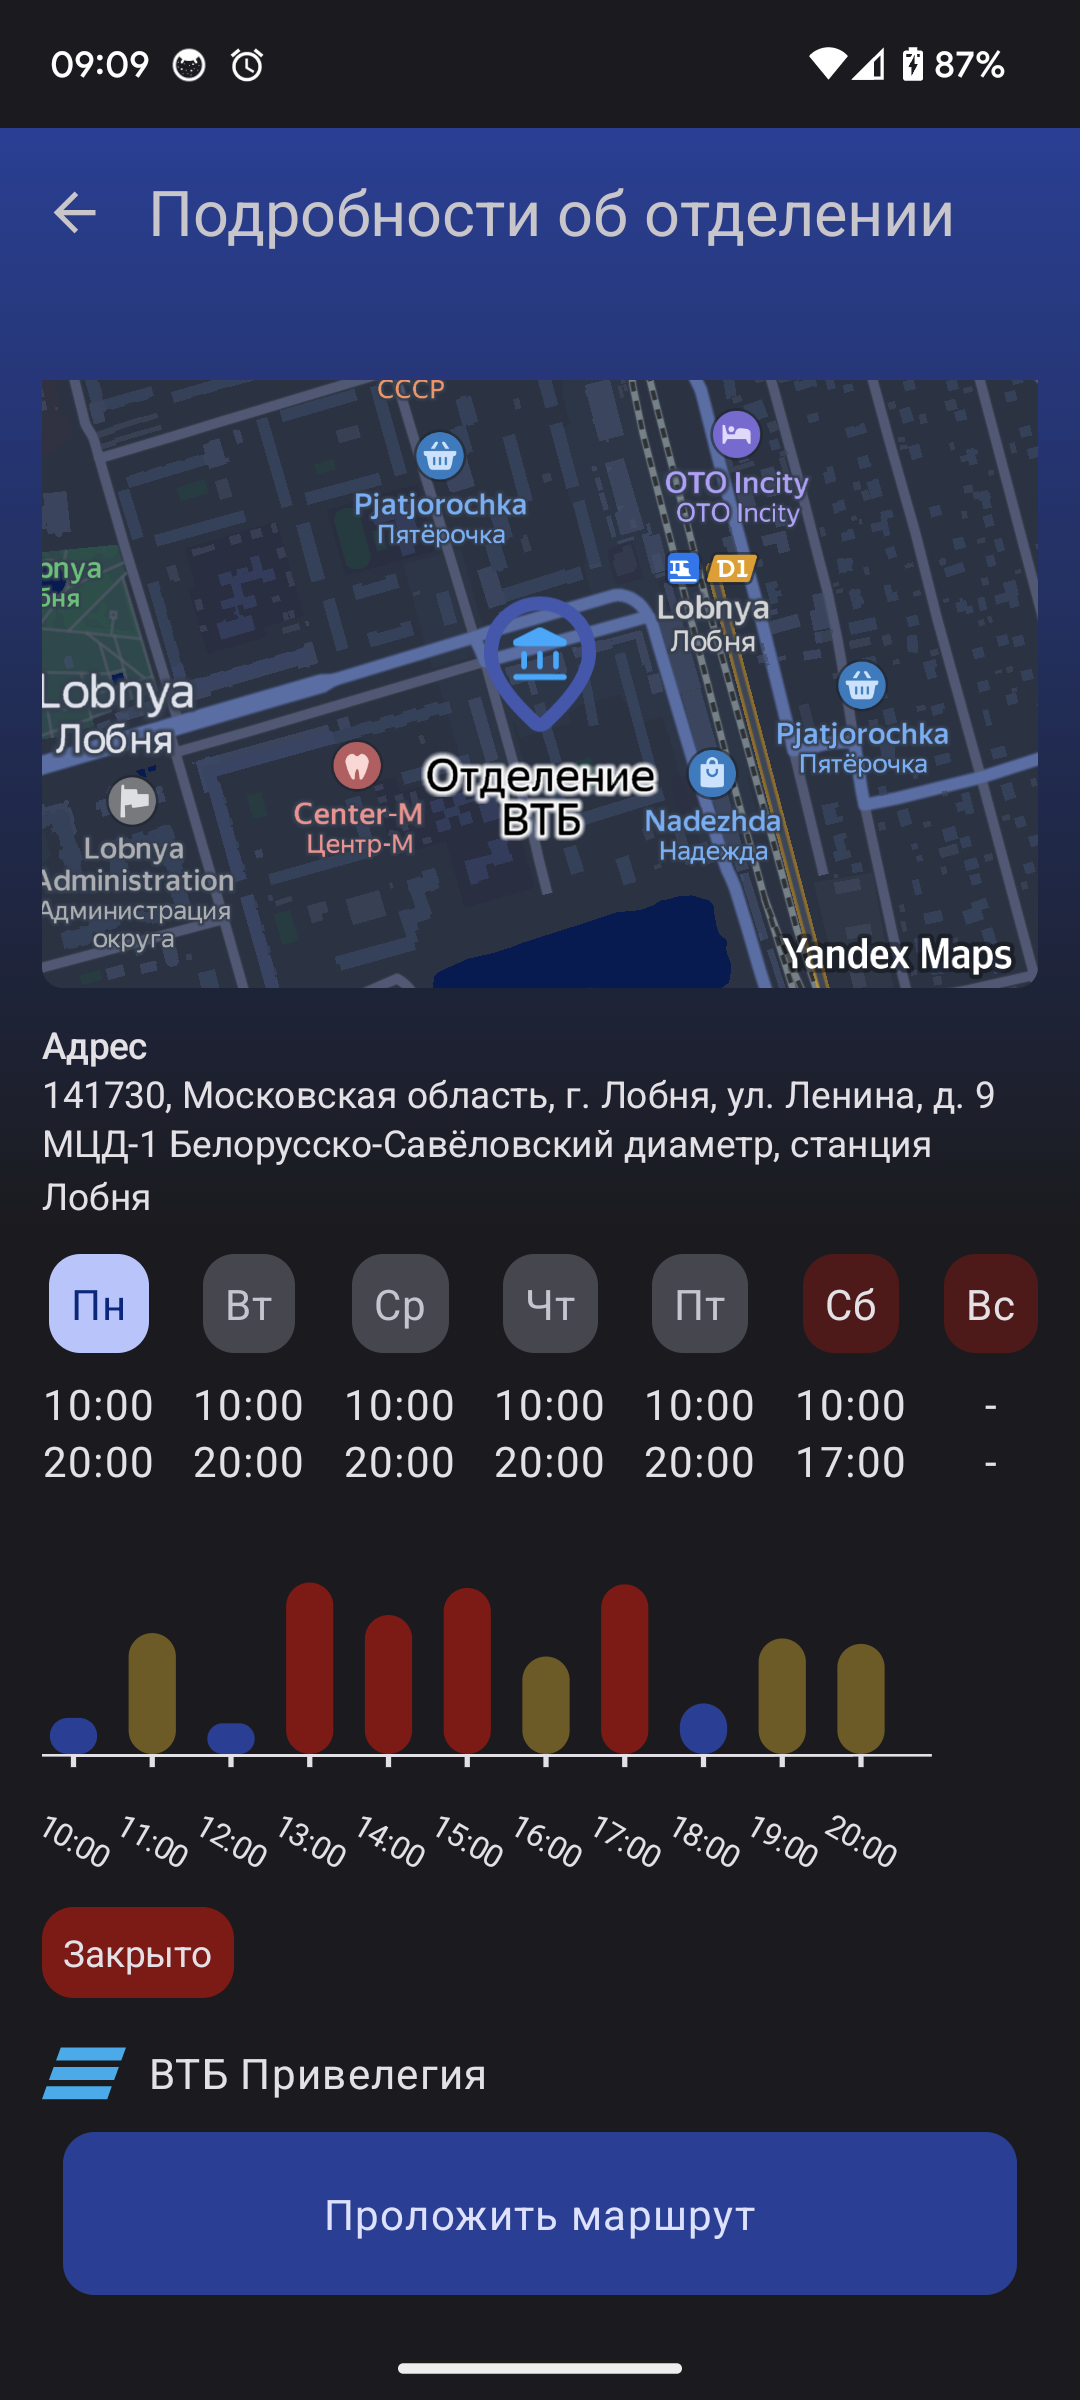 09:09
87%
Подробности об отделении
СССР
Pjatjorochka
Пятёрочка
OTO Incity
OTO Incity
D1
Lobnya
Лобня
onya
бня
Lobnya
Лобня
Pjatjorochka
Пятёрочка
Отделение
ВТБ
Center-M
Центр-М
Nadezhda
Надежда
Lobnya
Administration
Администрация
округа
Yandex Maps
Адрес
141730, Московская область, г. Лобня, ул. Ленина, д. 9
МЦД-1 Белорусско-Савёловский диаметр, станция
Лобня
Пн Вт Ср Чт Пт Сб Вс
10:00 10:00 10:00 10:00 10:00 10:00 -
20:00 20:00 20:00 20:00 20:00 17:00 -
10:00 11:00 12:00 13:00 14:00 15:00 16:00 17:00 18:00 19:00 20:00
Закрыто
ВТБ Привелегия
Проложить маршрут